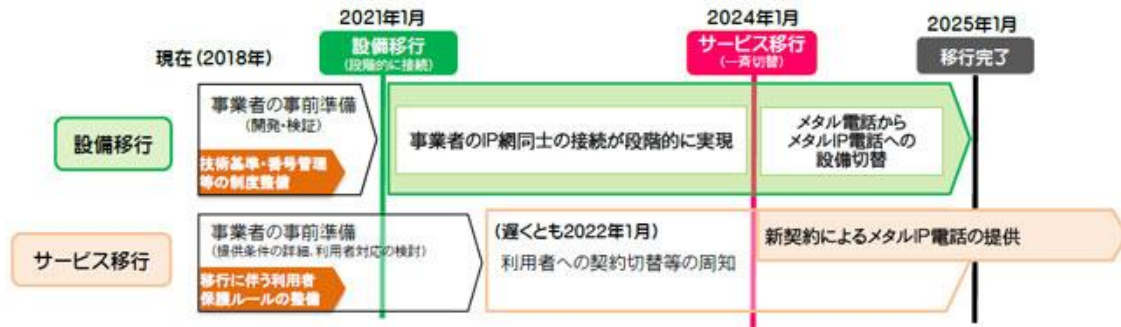 2021年1月
2024年1月
2025年1月
現在(2018年)
設備移行
(段階的に接続)
サービス移行
(一斉切替)
移行完了
設備移行
事業者の事前準備
(開発・検証)
技術基準・番号管理
等の制度整備
事業者のIP網同士の接続が段階的に実現
メタル電話から
メタルIP電話への
設備切替
サービス移行
事業者の事前準備
(提供条件の詳細、利用者対応の検討)
移行に伴う利用者
保護ルールの整備
(遅くとも2022年1月)
利用者への契約切替等の周知
新契約によるメタルIP電話の提供